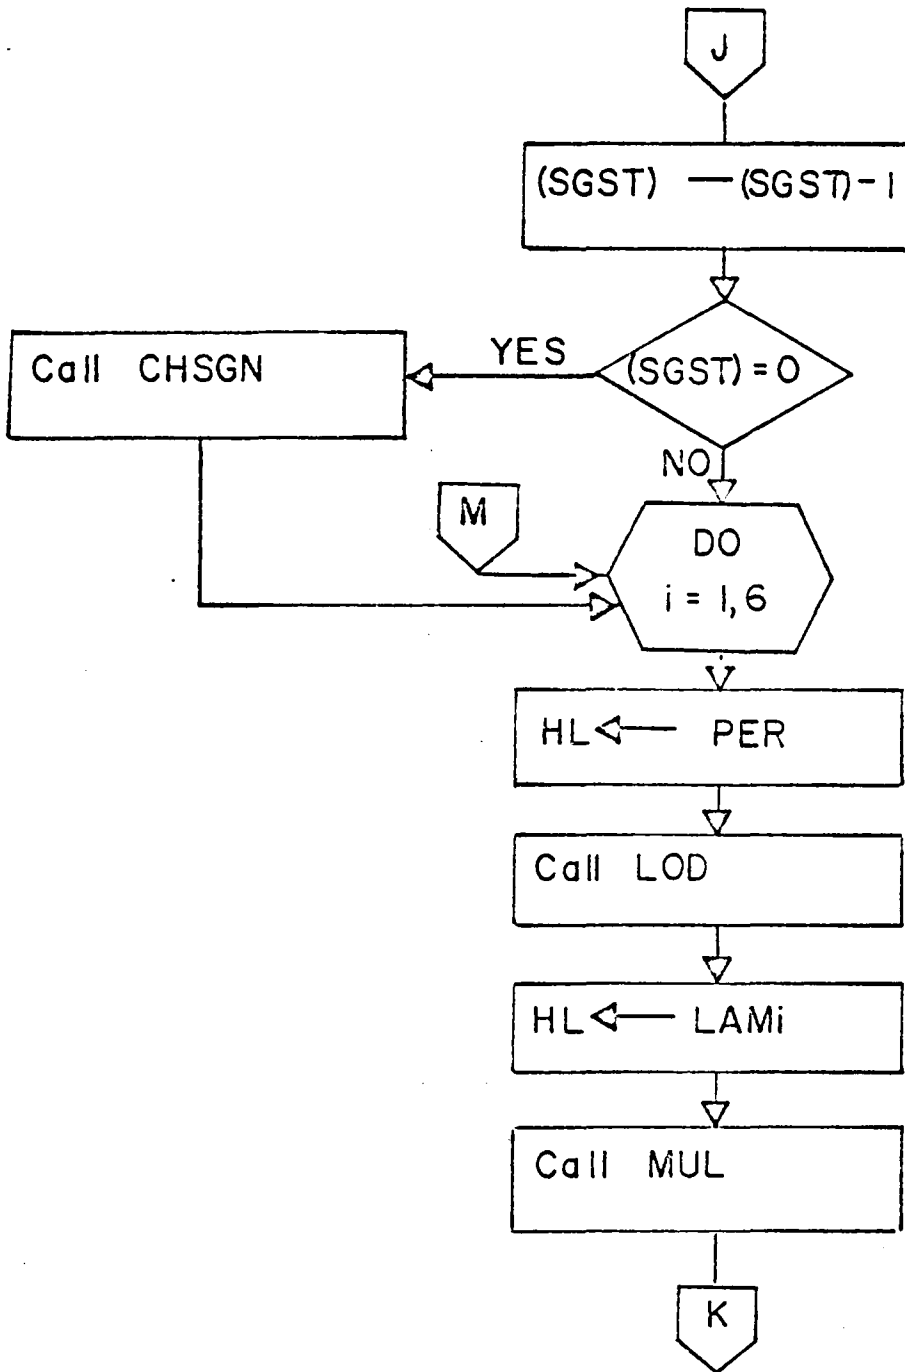 J
(SGST) — (SGST) - 1
(SGST) = 0
YES
Call CHSGN
NO
M
DO
i = 1,6
HL ← PER
Call LOD
HL ← LAMi
Call MUL
K